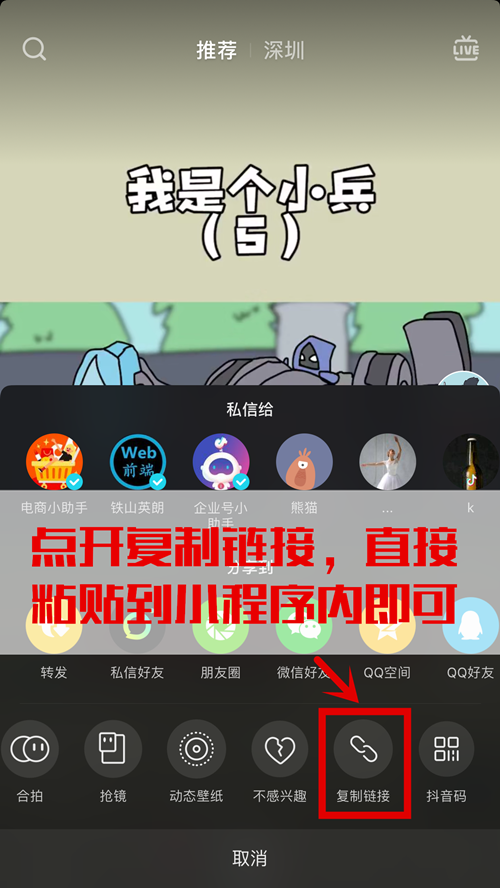 推荐
深圳
LIVE
我是个小兵
（5）
私信给
Web
前端
电商小助手
铁山英朗
企业号小
助手
熊猫
...
k
分享到
点开复制链接，直接
粘贴到小程序内即可
转发
私信好友
朋友圈
微信好友
QQ空间
QQ好友
合拍
抢镜
动态壁纸
不感兴趣
复制链接
抖音码
取消